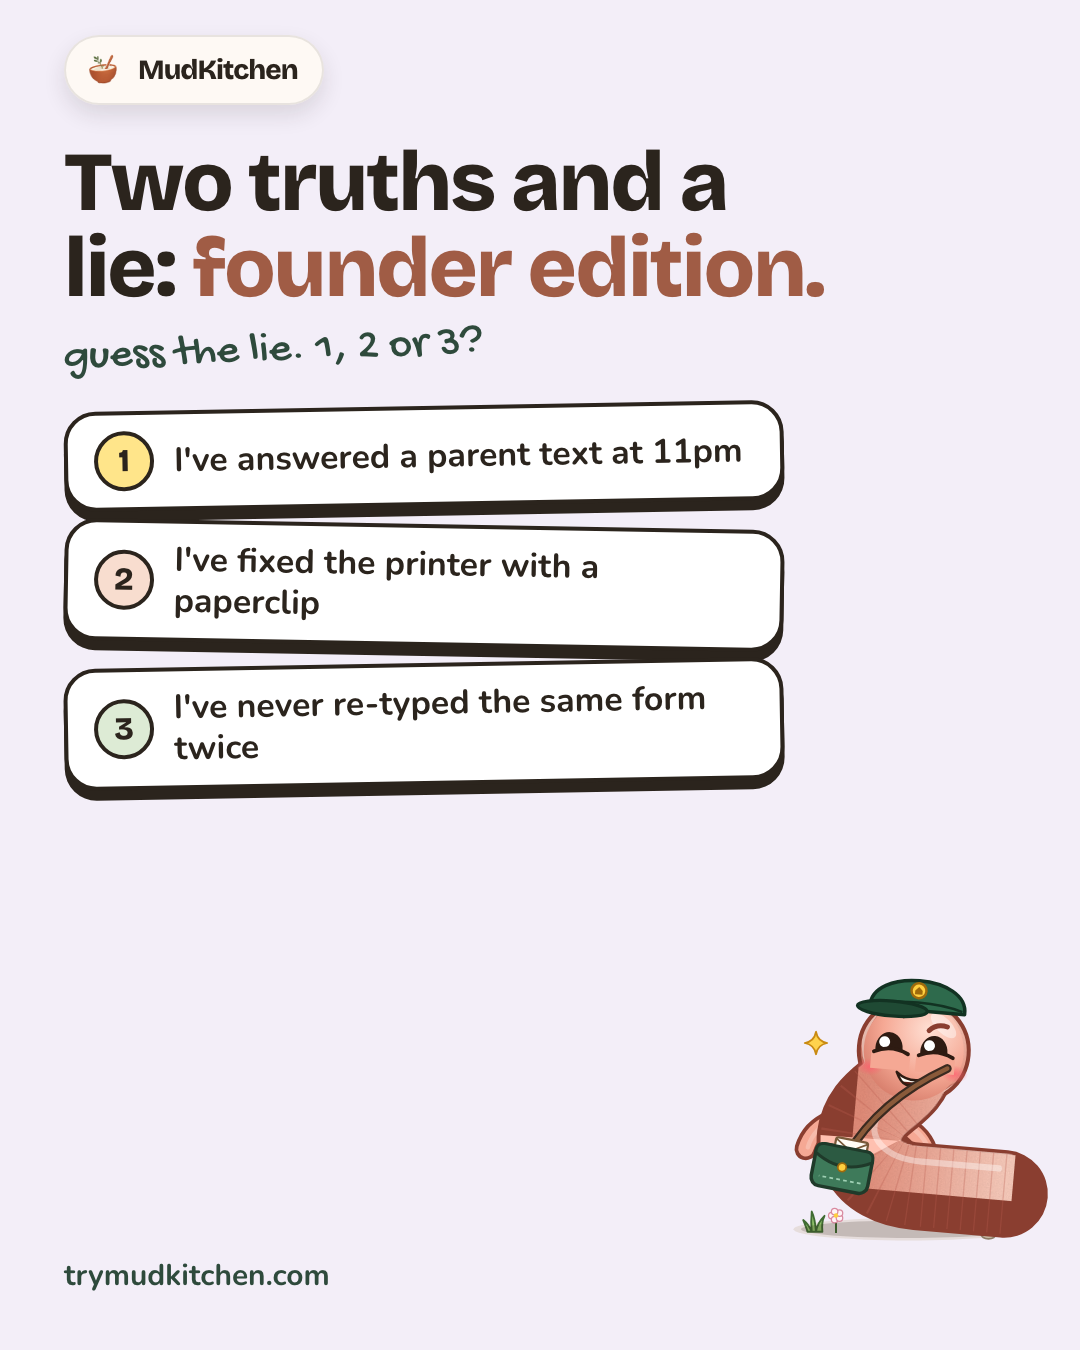 MudKitchen
Two truths and a
lie: founder edition.
guess the lie. 1, 2 or 3?
1 I've answered a parent text at 11pm
2 I've fixed the printer with a
paperclip
3 I've never re-typed the same form
twice
trymudkitchen.com